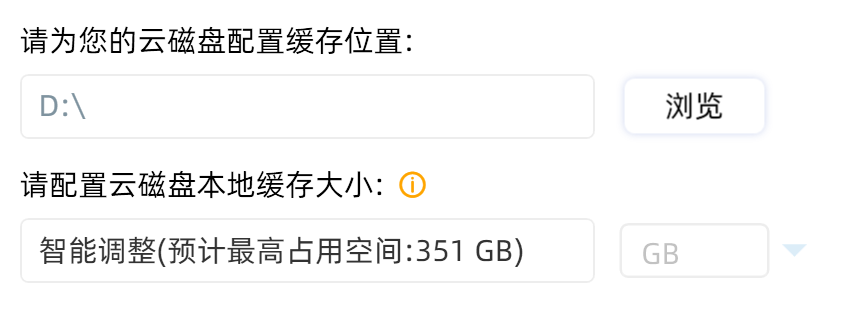 请为您的云磁盘配置缓存位置:
D:\
浏览
请配置云磁盘本地缓存大小:
智能调整(预计最高占用空间:351 GB)
GB